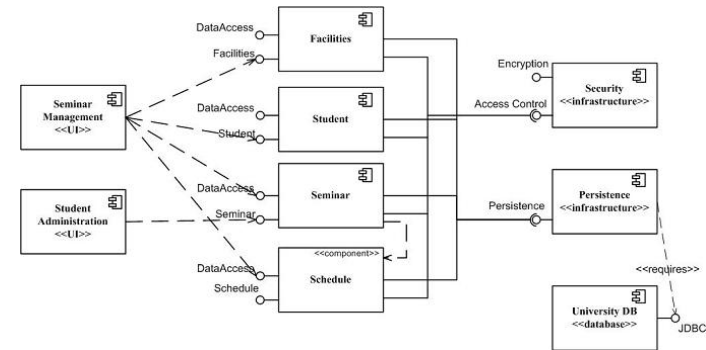 DataAccess
Facilities
Facilities
Encryption
Security
<<infrastructure>>
Access Control
Seminar
Management
<<UI>>
DataAccess
Student
Student
DataAccess
Seminar
Seminar
Student
Administration
<<UI>>
Persistence
Persistence
<<infrastructure>>
<<component>>
DataAccess
Schedule
Schedule
<<requires>>
University DB
<<database>>
JDBC